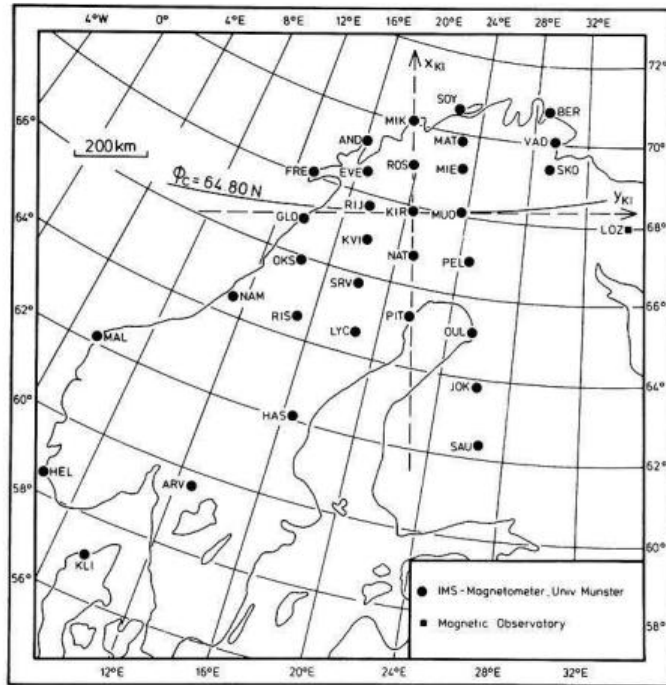 4°W 0° 4°E 8°E 12°E 16°E 20°E 24°E 28°E 32°E
72°
x KI
SOY
BER
MIK
66°
AND
MAT
VAD
70°
200km
FRE
EVE
ROS
MIE
SKO
ϕc = 64.80 N
RIJ
y KI
64°
GLO
KIR
MUO
LOZ
68°
KVI
OKS
NAT
PEL
62°
NAM
SRV
66°
RIS
PIT
MAL
LYC
OUL
60°
64°
JOK
HAS
58°
SAU
62°
HEL
ARV
60°
KLI
56°
● IMS-Magnetometer, Univ Munster
■ Magnetic Observatory
58°
12°E 16°E 20°E 24°E 28°E 32°E